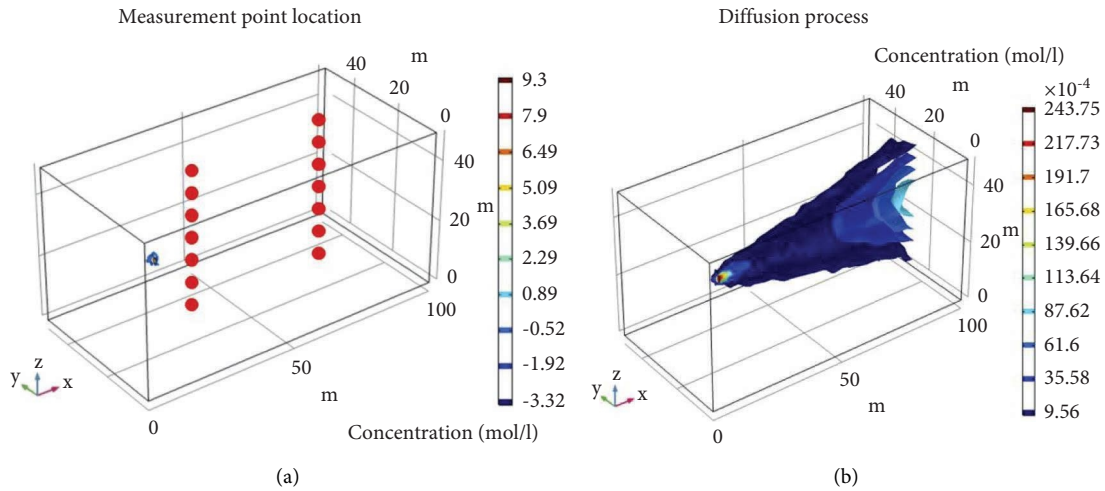 Measurement point location
m
40
20
0
40
20
m
0
100
50
m
0
y
z
x
9.3
7.9
6.49
5.09
3.69
2.29
0.89
-0.52
-1.92
-3.32
Concentration (mol/l)
(a)
Diffusion process
Concentration (mol/l)
m
40
20
0
40
20
m
0
100
50
m
0
y
z
x
×10⁻⁴
243.75
217.73
191.7
165.68
139.66
113.64
87.62
61.6
35.58
9.56
(b)